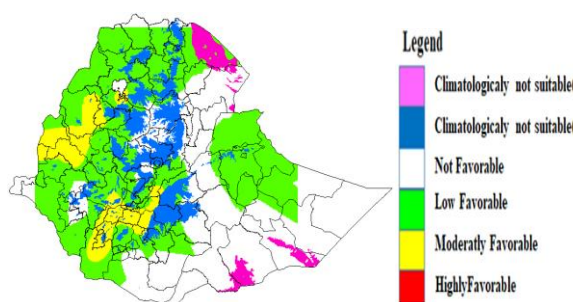 Legend
Climatologicaly not suitable
Climatologicaly not suitable
Not Favorable
Low Favorable
Moderatly Favorable
HighlyFavorable